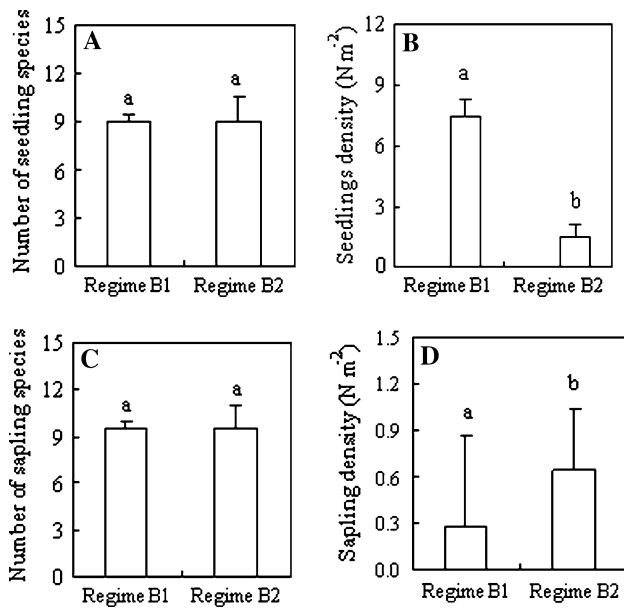 A
Number of seedling species
15
12
9
6
3
0
a
a
Regime B1
Regime B2
B
Seedlings density (N m⁻²)
12
9
6
3
0
a
b
Regime B1
Regime B2
C
Number of sapling species
15
12
9
6
3
0
a
a
Regime B1
Regime B2
D
Sapling density (N m⁻²)
1.5
1.2
0.9
0.6
0.3
0.0
a
b
Regime B1
Regime B2